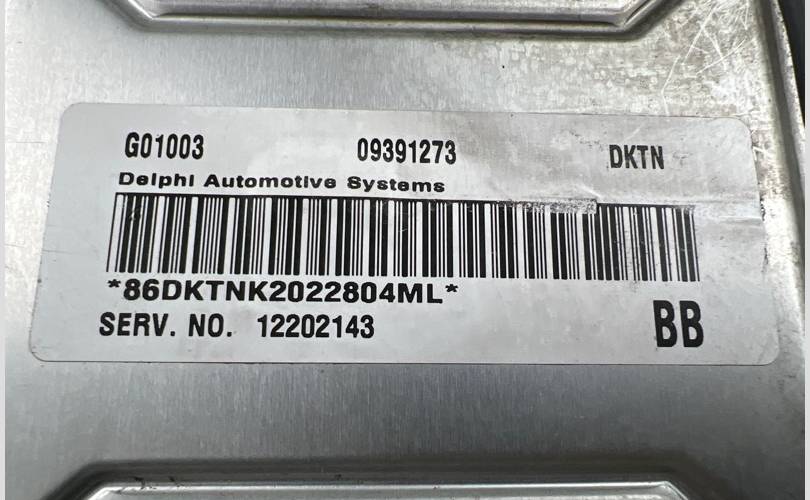 G01003 09391273 DKTN
Delphi Automotive Systems
*86DKTNK2022804ML*
SERV. NO. 12202143
BB